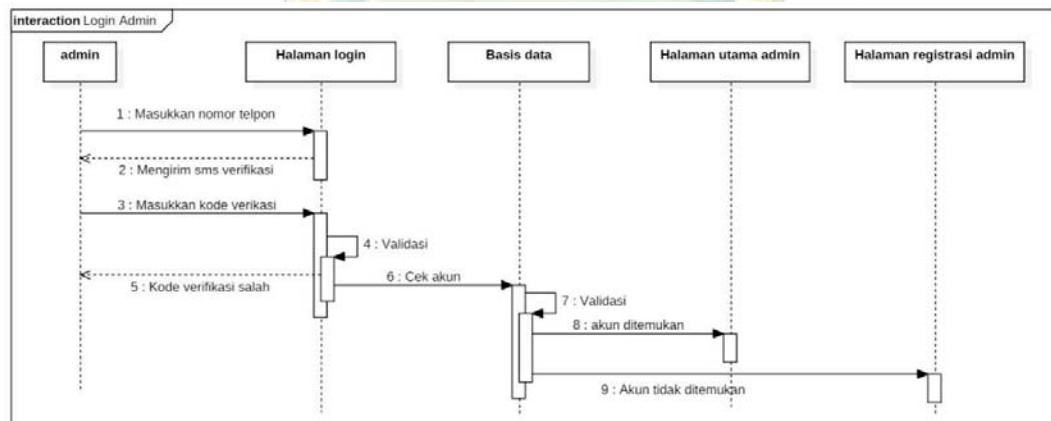 interaction Login Admin
admin
Halaman login
Basis data
Halaman utama admin
Halaman registrasi admin
1 : Masukkan nomor telpon
2 : Mengirim sms verifikasi
3 : Masukkan kode verikasi
4 : Validasi
5 : Kode verifikasi salah
6 : Cek akun
7 : Validasi
8 : akun ditemukan
9 : Akun tidak ditemukan